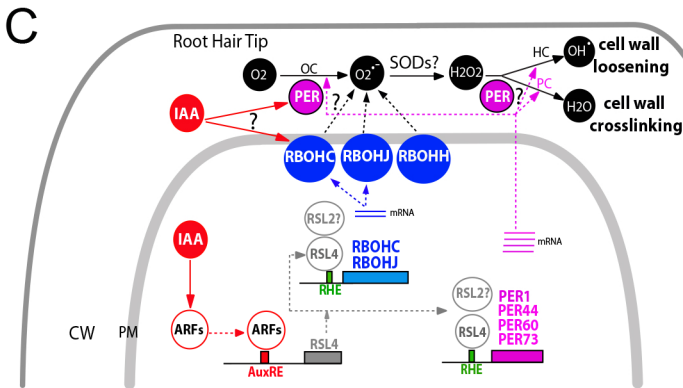 C
Root Hair Tip
O2
OC
O2.-
SODs?
H2O2
HC
OH.
cell wall
loosening
PER
?
PER
?
PC
H2O
cell wall
crosslinking
IAA
?
RBOHC
RBOHJ
RBOHH
mRNA
mRNA
IAA
RSL2?
RSL4
RBOHC
RBOHJ
RHE
RSL2?
RSL4
PER1
PER44
PER60
PER73
RHE
CW
PM
ARFs
ARFs
RSL4
AuxRE